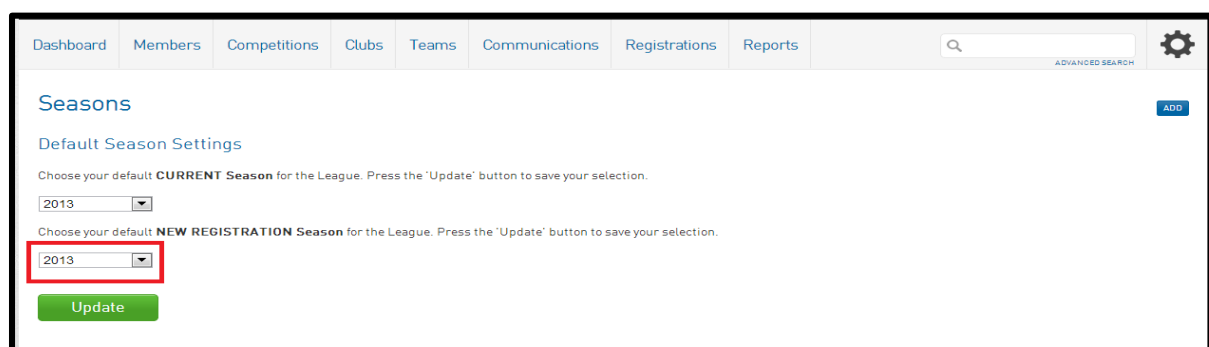 Dashboard Members Competitions Clubs Teams Communications Registrations Reports
ADVANCED SEARCH
Seasons
ADD
Default Season Settings
Choose your default CURRENT Season for the League. Press the 'Update' button to save your selection.
2013
Choose your default NEW REGISTRATION Season for the League. Press the 'Update' button to save your selection.
2013
Update